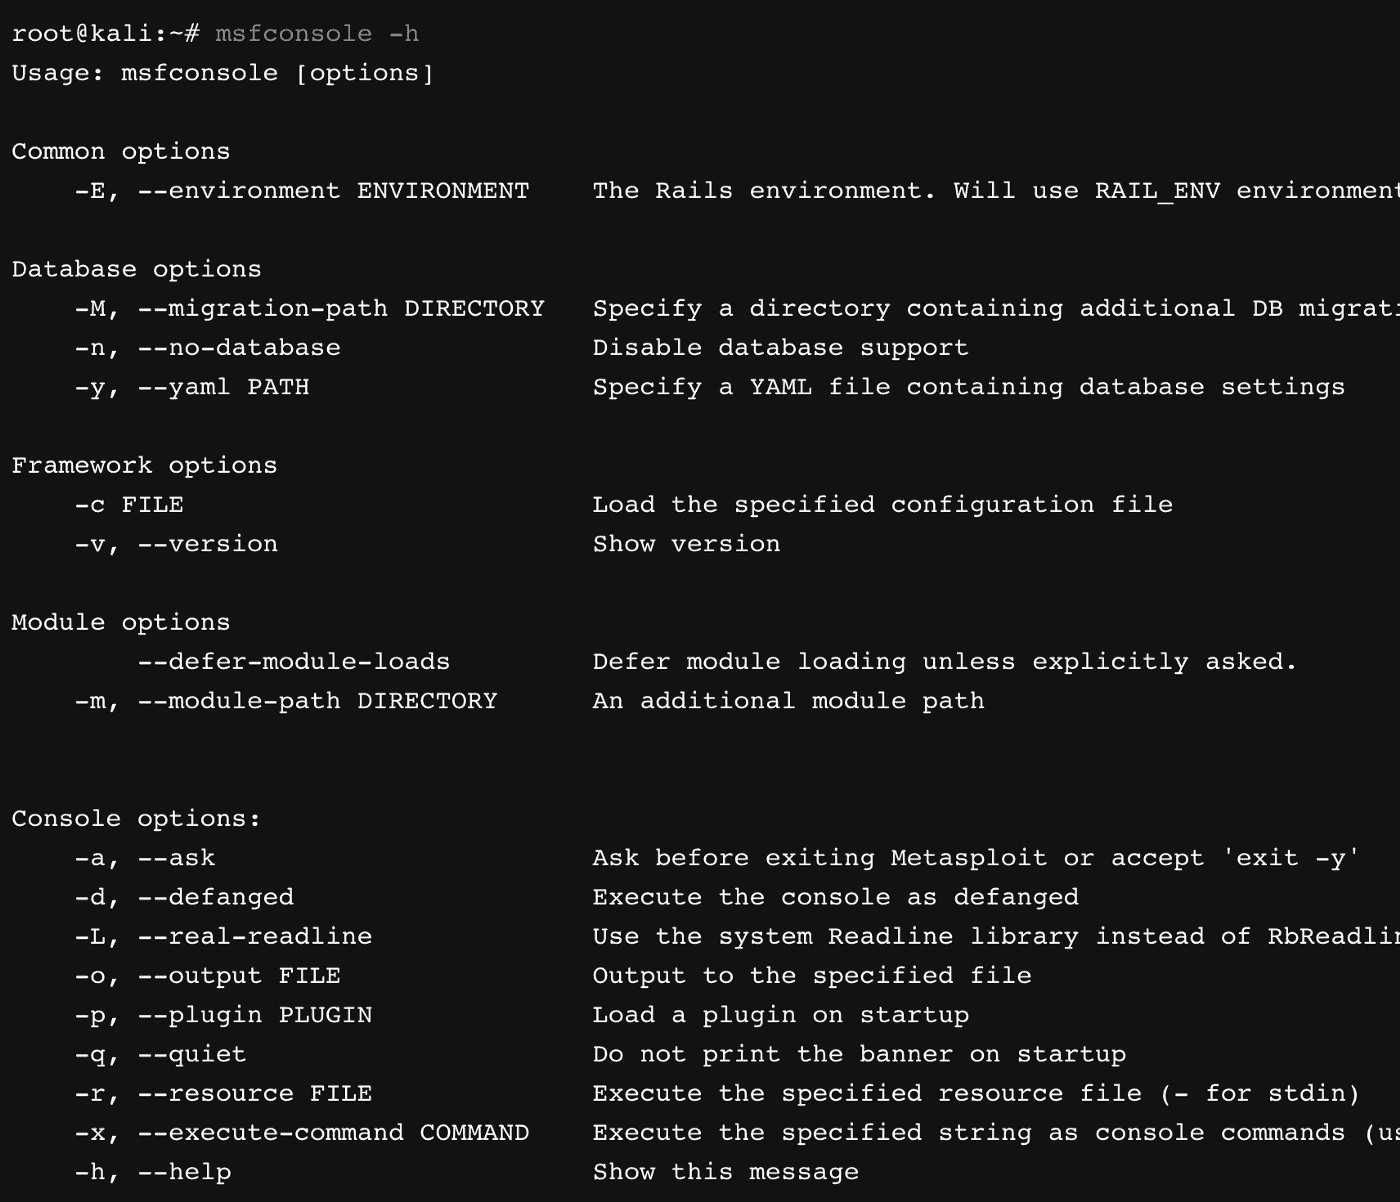 root@kali:~# msfconsole -h
Usage: msfconsole [options]

Common options
    -E, --environment ENVIRONMENT    The Rails environment. Will use RAIL_ENV environment

Database options
    -M, --migration-path DIRECTORY   Specify a directory containing additional DB migrati
    -n, --no-database                Disable database support
    -y, --yaml PATH                  Specify a YAML file containing database settings

Framework options
    -c FILE                          Load the specified configuration file
    -v, --version                    Show version

Module options
        --defer-module-loads         Defer module loading unless explicitly asked.
    -m, --module-path DIRECTORY      An additional module path

Console options:
    -a, --ask                        Ask before exiting Metasploit or accept 'exit -y'
    -d, --defanged                   Execute the console as defanged
    -L, --real-readline              Use the system Readline library instead of RbReadlin
    -o, --output FILE                Output to the specified file
    -p, --plugin PLUGIN              Load a plugin on startup
    -q, --quiet                      Do not print the banner on startup
    -r, --resource FILE              Execute the specified resource file (- for stdin)
    -x, --execute-command COMMAND    Execute the specified string as console commands (us
    -h, --help                       Show this message